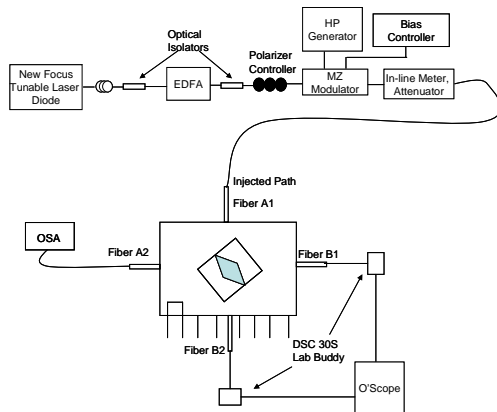 Optical
Isolators
HP
Generator
Bias
Controller
Polarizer
Controller
New Focus
Tunable Laser
Diode
EDFA
MZ
Modulator
In-line Meter,
Attenuator
Injected Path
Fiber A1
OSA
Fiber A2
Fiber B1
Fiber B2
DSC 30S
Lab Buddy
O'Scope